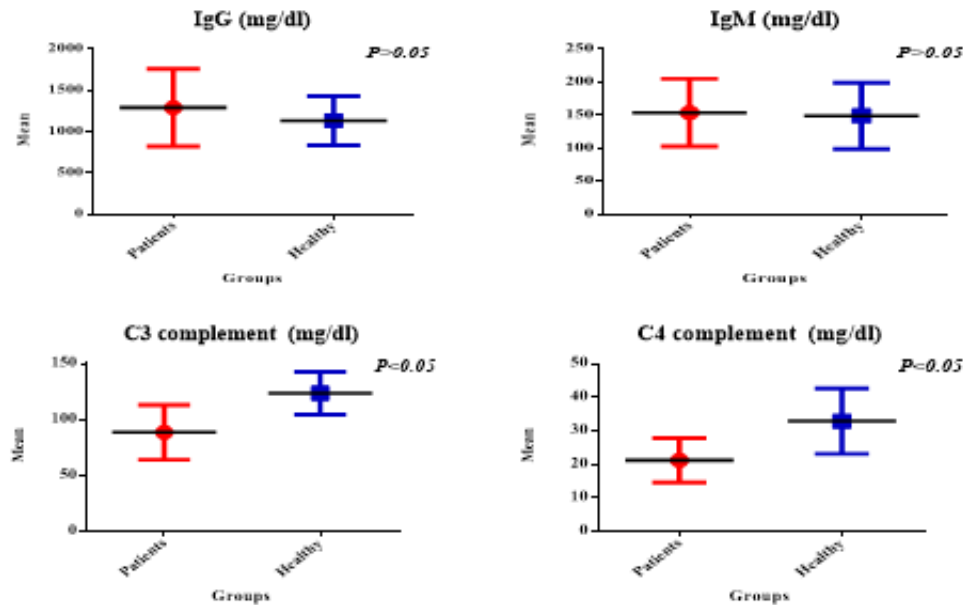 IgG (mg/dl)
P>0.05
2000
1500
1000
500
0
Mean
Patients
Healthy
Groups
IgM (mg/dl)
P>0.05
250
200
150
100
50
0
Mean
Patients
Healthy
Groups
C3 complement (mg/dl)
P<0.05
150
100
50
0
Mean
Patients
Healthy
Groups
C4 complement (mg/dl)
P<0.05
50
40
30
20
10
0
Mean
Patients
Healthy
Groups